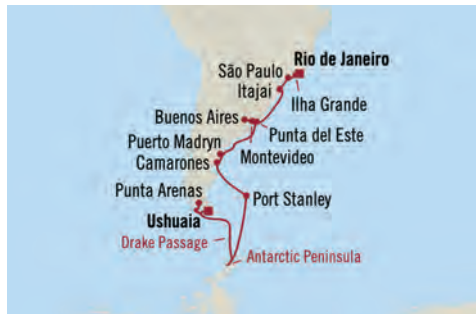 Rio de Janeiro
São Paulo
Itajai
Ilha Grande
Buenos Aires
Punta del Este
Puerto Madryn
Montevideo
Camarones
Punta Arenas
Port Stanley
Ushuaia
Drake Passage
Antarctic Peninsula